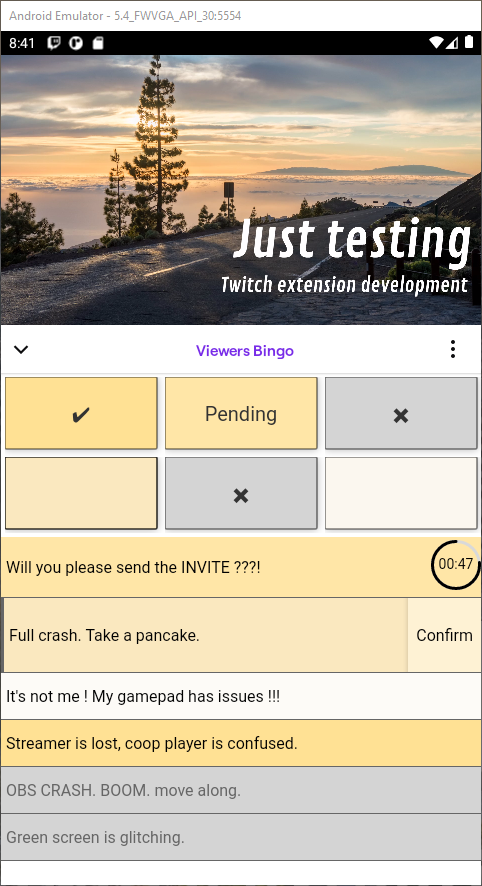 Android Emulator - 5.4_FWVGA_API_30:5554
8:41
Just testing
Twitch extension development
Viewers Bingo
✔
Pending
✖
✖
Will you please send the INVITE ???!
00:47
Full crash. Take a pancake.
Confirm
It's not me ! My gamepad has issues !!!
Streamer is lost, coop player is confused.
OBS CRASH. BOOM. move along.
Green screen is glitching.